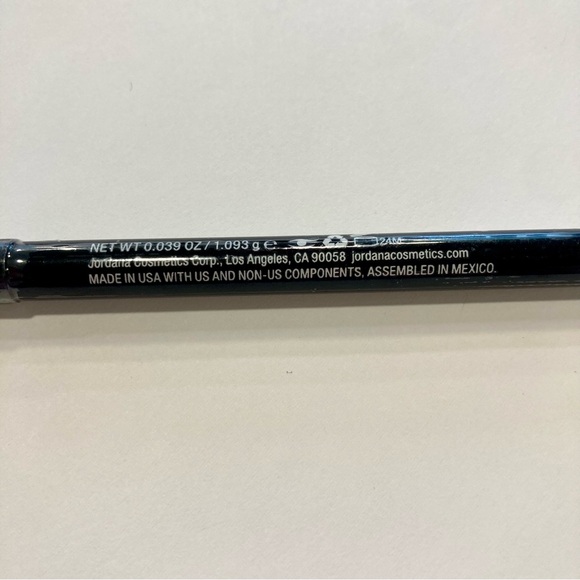 NET WT 0.039 OZ / 1.093 g ℮ 24M
Jordana Cosmetics Corp., Los Angeles, CA 90058 jordanacosmetics.com
MADE IN USA WITH US AND NON-US COMPONENTS, ASSEMBLED IN MEXICO.